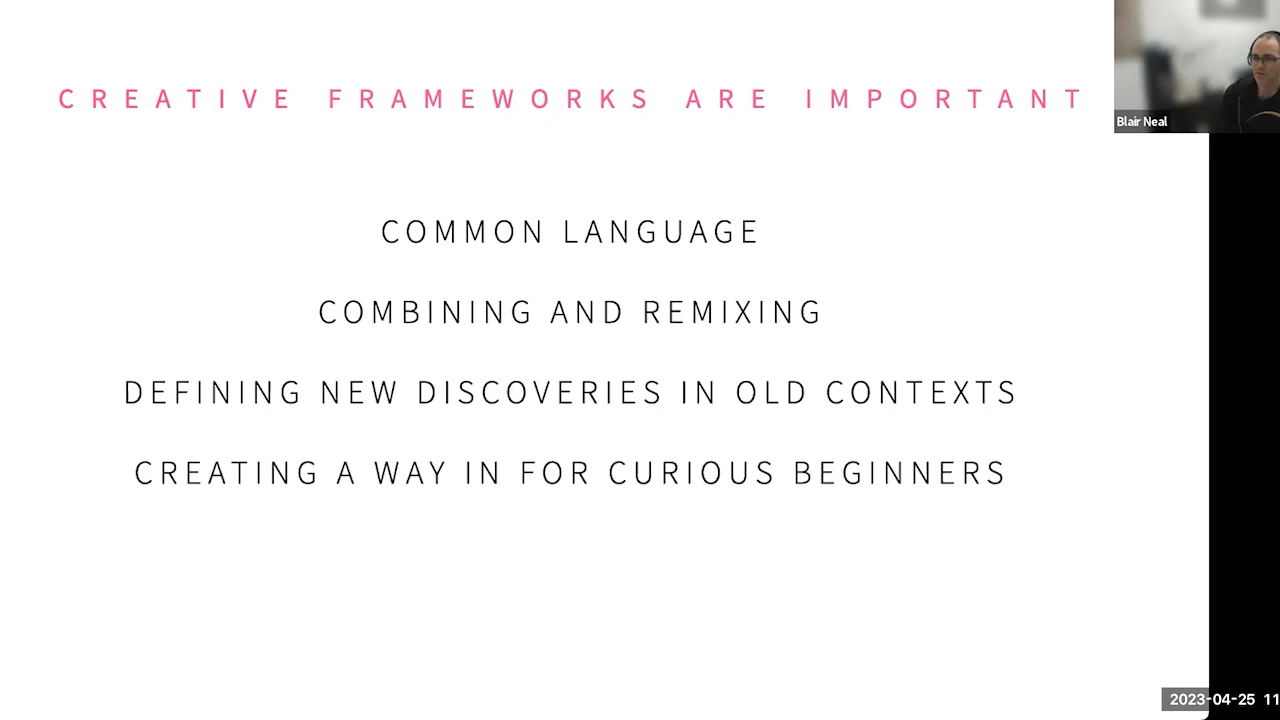 CREATIVE FRAMEWORKS ARE IMPORTANT
Blair Neal
COMMON LANGUAGE
COMBINING AND REMIXING
DEFINING NEW DISCOVERIES IN OLD CONTEXTS
CREATING A WAY IN FOR CURIOUS BEGINNERS
2023-04-25 11